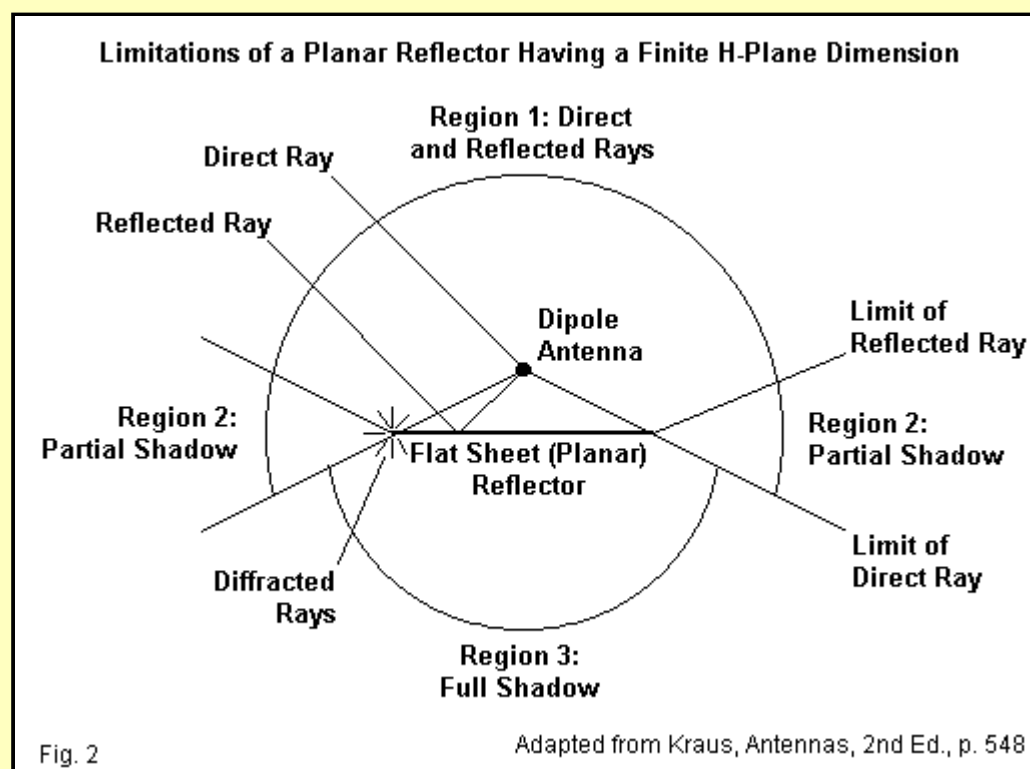 Limitations of a Planar Reflector Having a Finite H-Plane Dimension
Region 1: Direct
and Reflected Rays
Direct Ray
Reflected Ray
Dipole
Antenna
Limit of
Reflected Ray
Region 2:
Partial Shadow
Region 2:
Partial Shadow
Flat Sheet (Planar)
Reflector
Limit of
Direct Ray
Diffracted
Rays
Region 3:
Full Shadow
Fig. 2
Adapted from Kraus, Antennas, 2nd Ed., p. 548